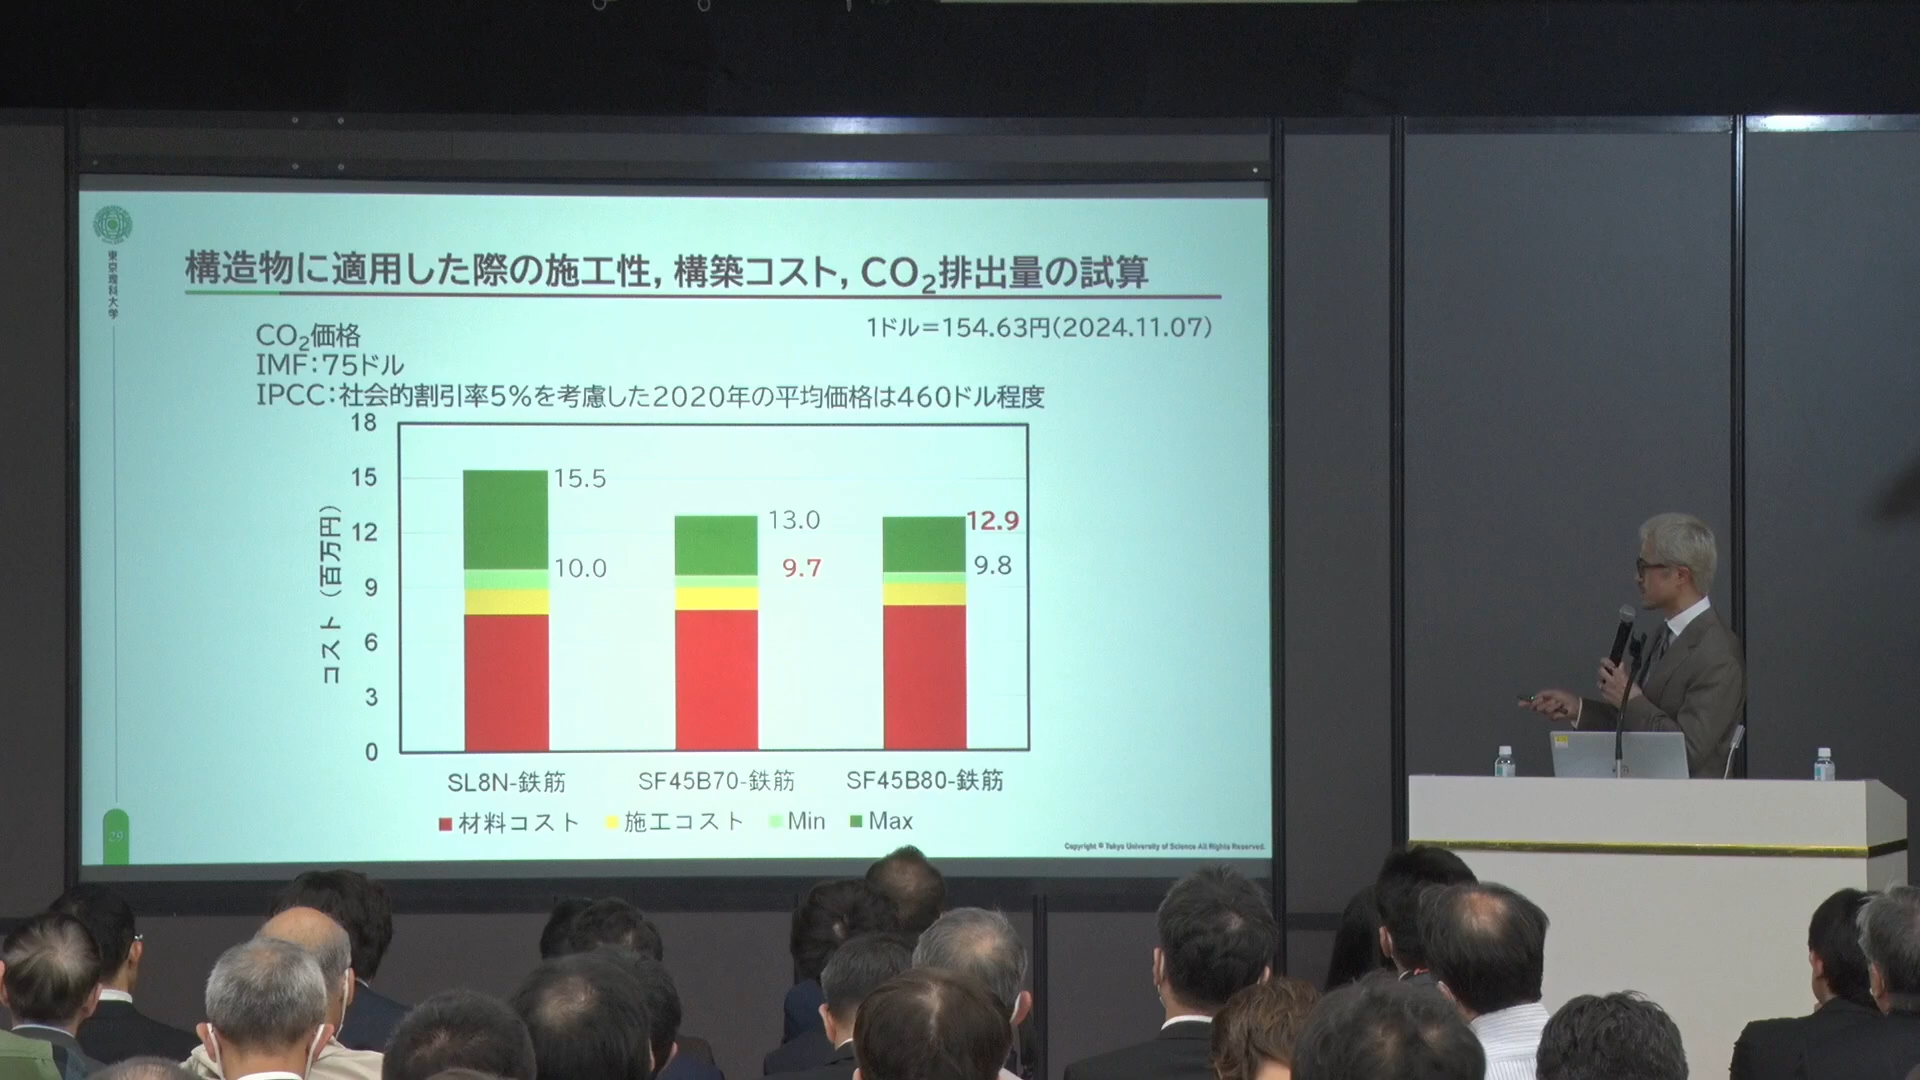 東京理科大学
構造物に適用した際の施工性, 構築コスト, CO₂排出量の試算
1ドル＝154.63円(2024.11.07)
CO₂価格
IMF：75ドル
IPCC：社会的割引率5%を考慮した2020年の平均価格は460ドル程度
コスト（百万円）
18
15
12
9
6
3
0
15.5
10.0
13.0
9.7
12.9
9.8
SL8N-鉄筋
SF45B70-鉄筋
SF45B80-鉄筋
材料コスト
施工コスト
Min
Max
29
Copyright © Tokyo University of Science All Rights Reserved.